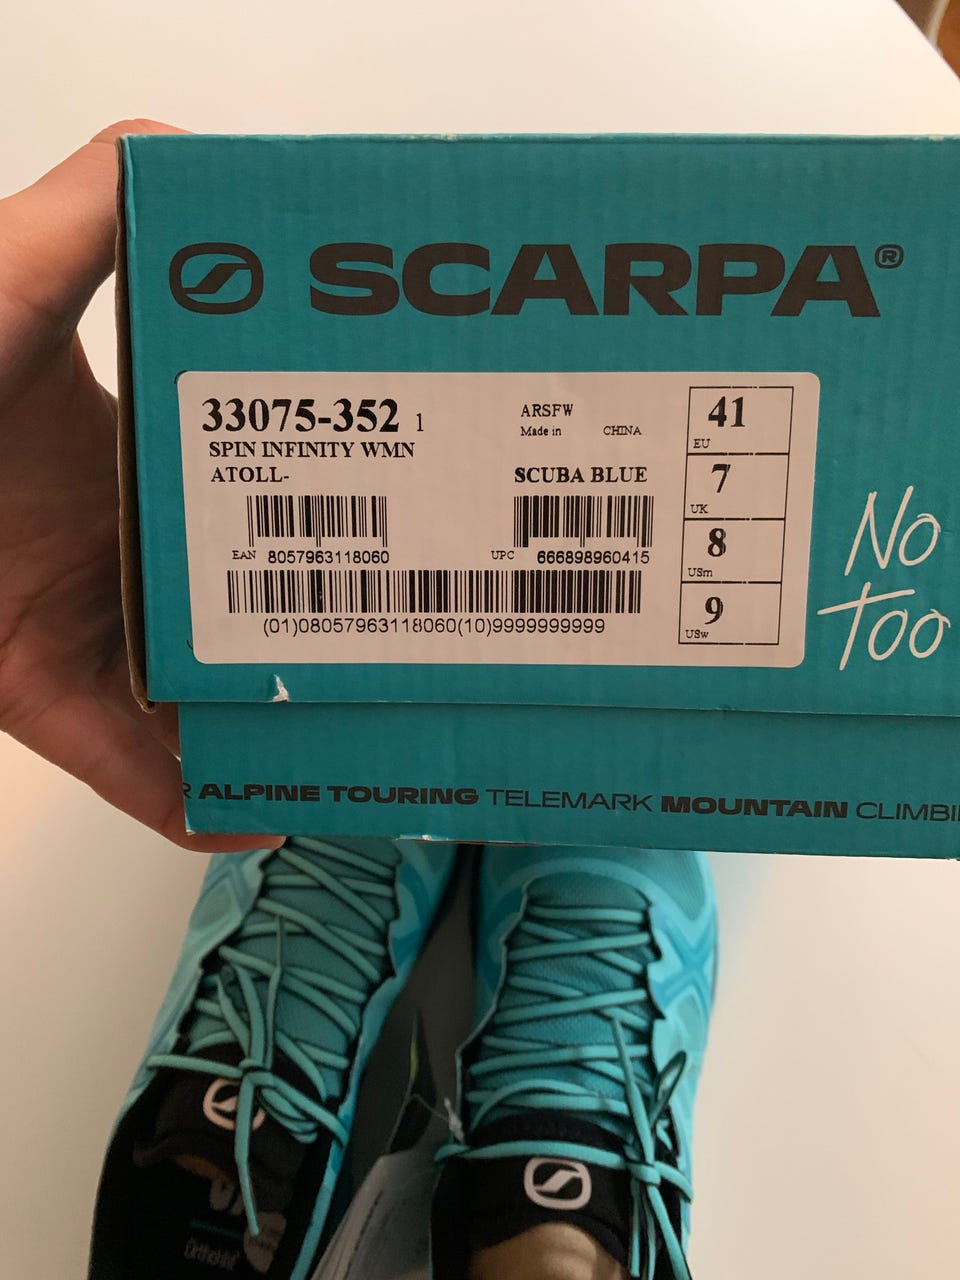 SCARPA®
33075-352 1
SPIN INFINITY WMN
ATOLL-
ARSFW
Made in CHINA
SCUBA BLUE
EAN 8057963118060
UPC 666898960415
(01)08057963118060(10)9999999999
41
EU
7
UK
8
USm
9
USw
No
Too
R ALPINE TOURING TELEMARK MOUNTAIN CLIMBI